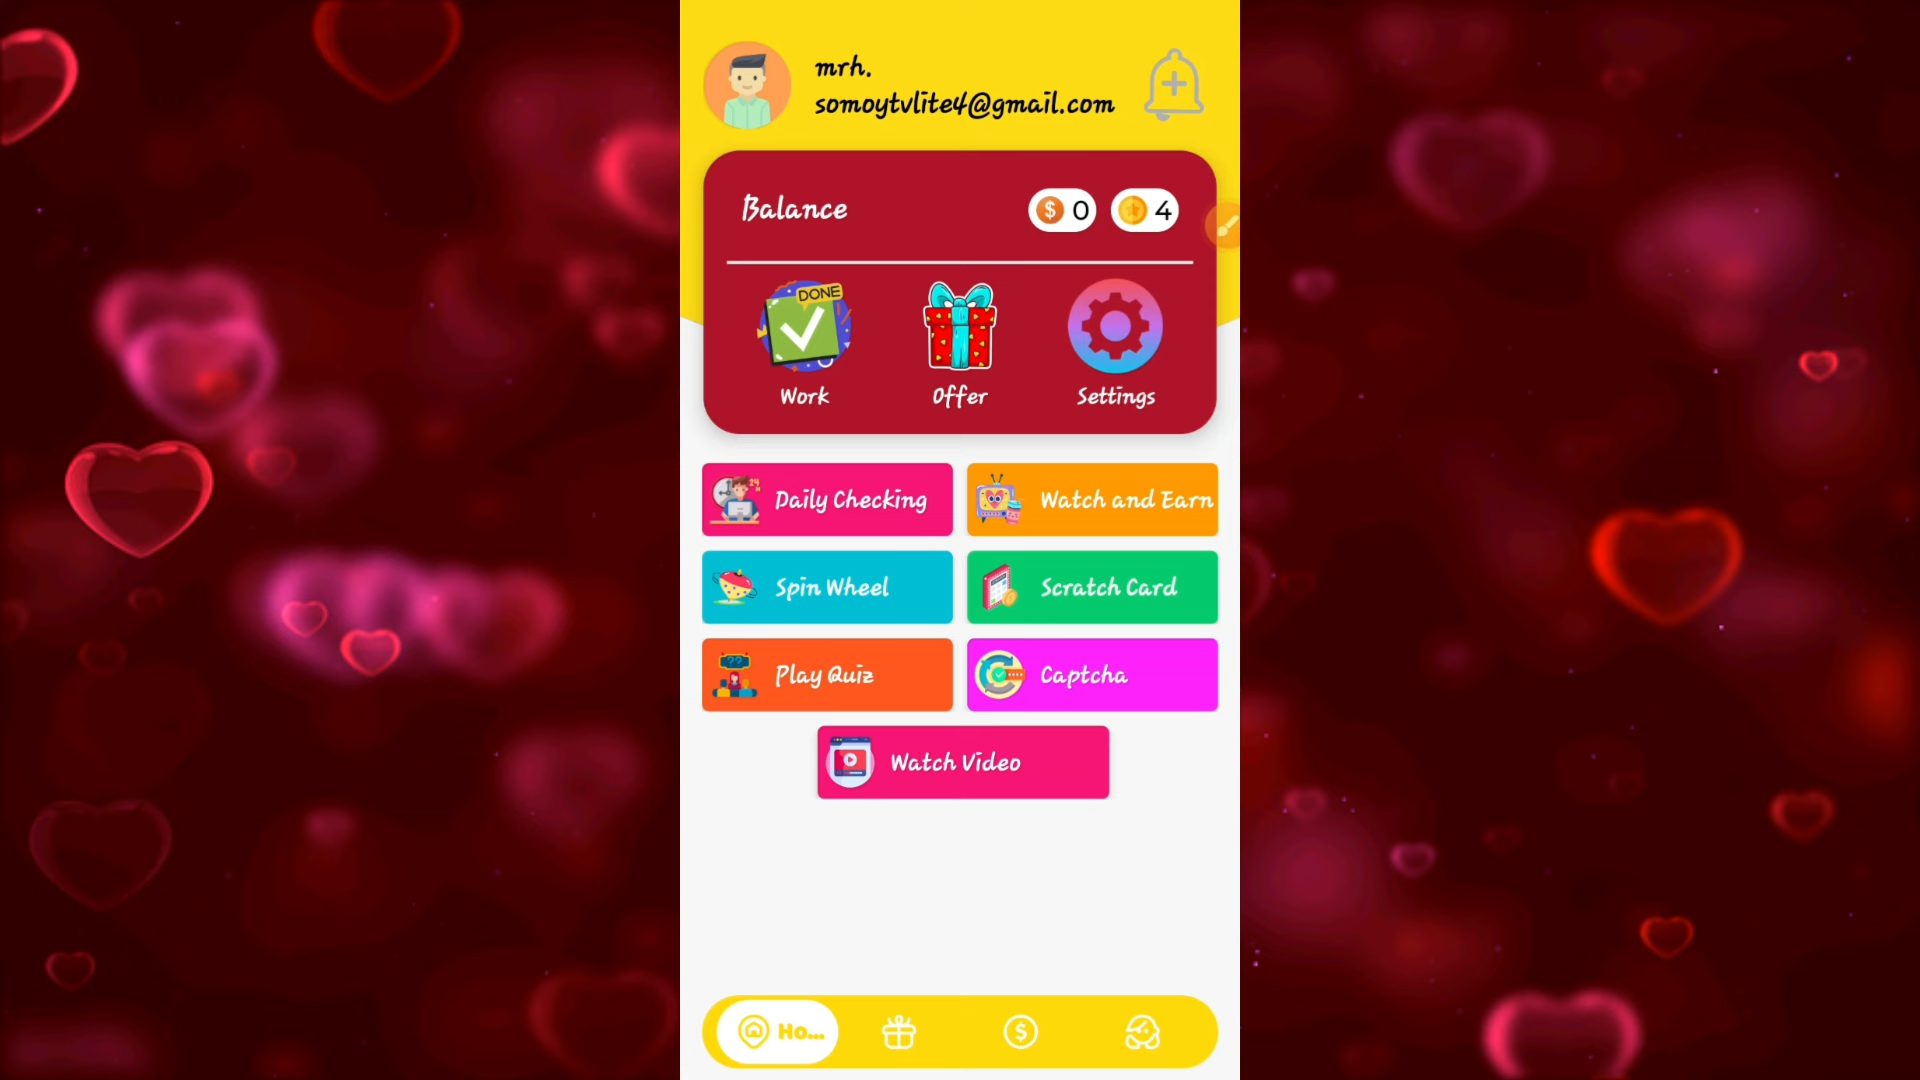 mrh.
somoytvlite4@gmail.com
Balance
0
4
DONE
Work
Offer
Settings
Daily Checking
Watch and Earn
Spin Wheel
Scratch Card
Play Quiz
Captcha
Watch Video
Ho...